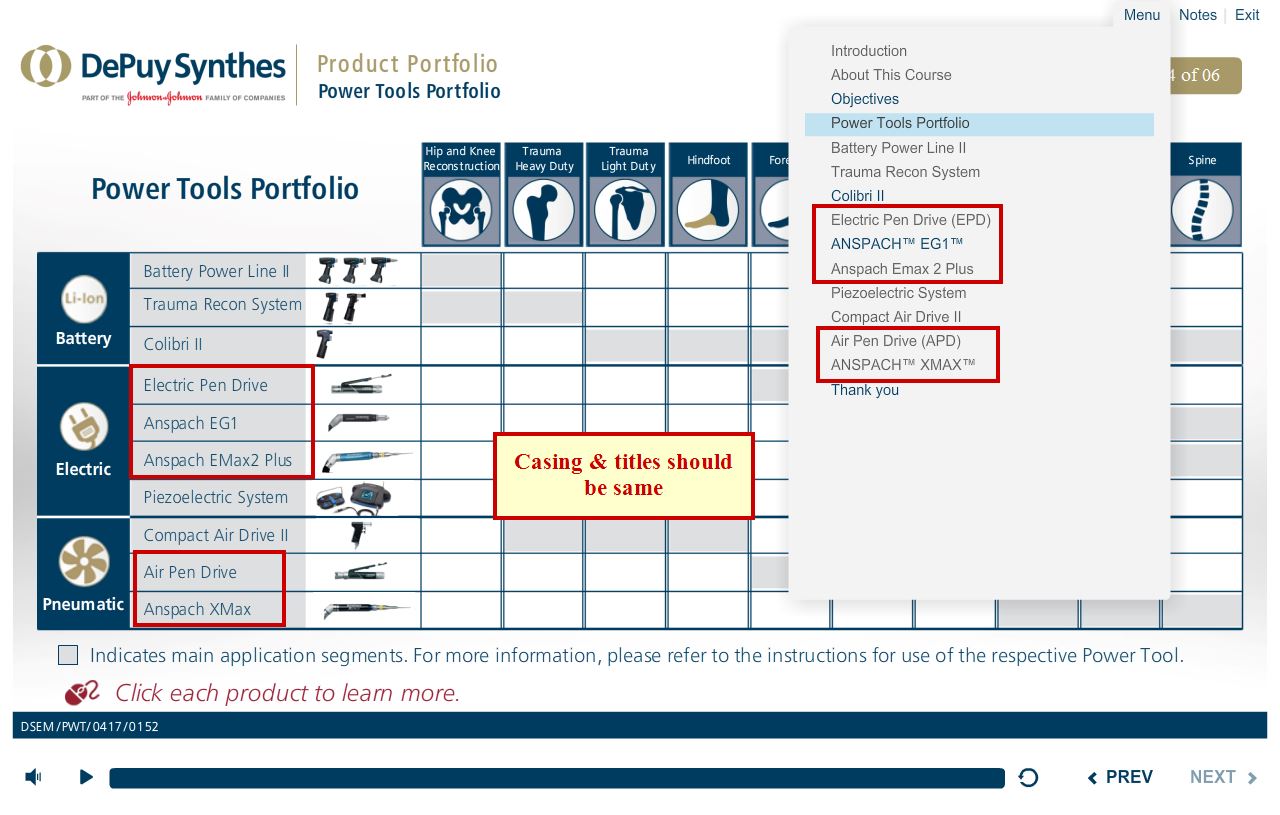 Menu Notes Exit
DePuy Synthes
PART OF THE Johnson & Johnson FAMILY OF COMPANIES
Product Portfolio
Power Tools Portfolio
of 06
Introduction
About This Course
Objectives
Power Tools Portfolio
Battery Power Line II
Trauma Recon System
Colibri II
Electric Pen Drive (EPD)
ANSPACH™ EG1™
Anspach Emax 2 Plus
Piezoelectric System
Compact Air Drive II
Air Pen Drive (APD)
ANSPACH™ XMAX™
Thank you
Power Tools Portfolio
Hip and Knee
Reconstruction
Trauma
Heavy Duty
Trauma
Light Duty
Hindfoot
Fore
Spine
Li-Ion
Battery
Battery Power Line II
Trauma Recon System
Colibri II
Electric
Electric Pen Drive
Anspach EG1
Anspach EMax2 Plus
Piezoelectric System
Pneumatic
Compact Air Drive II
Air Pen Drive
Anspach XMax
Casing & titles should
be same
Indicates main application segments. For more information, please refer to the instructions for use of the respective Power Tool.
Click each product to learn more.
DSEM/PWT/0417/0152
PREV NEXT